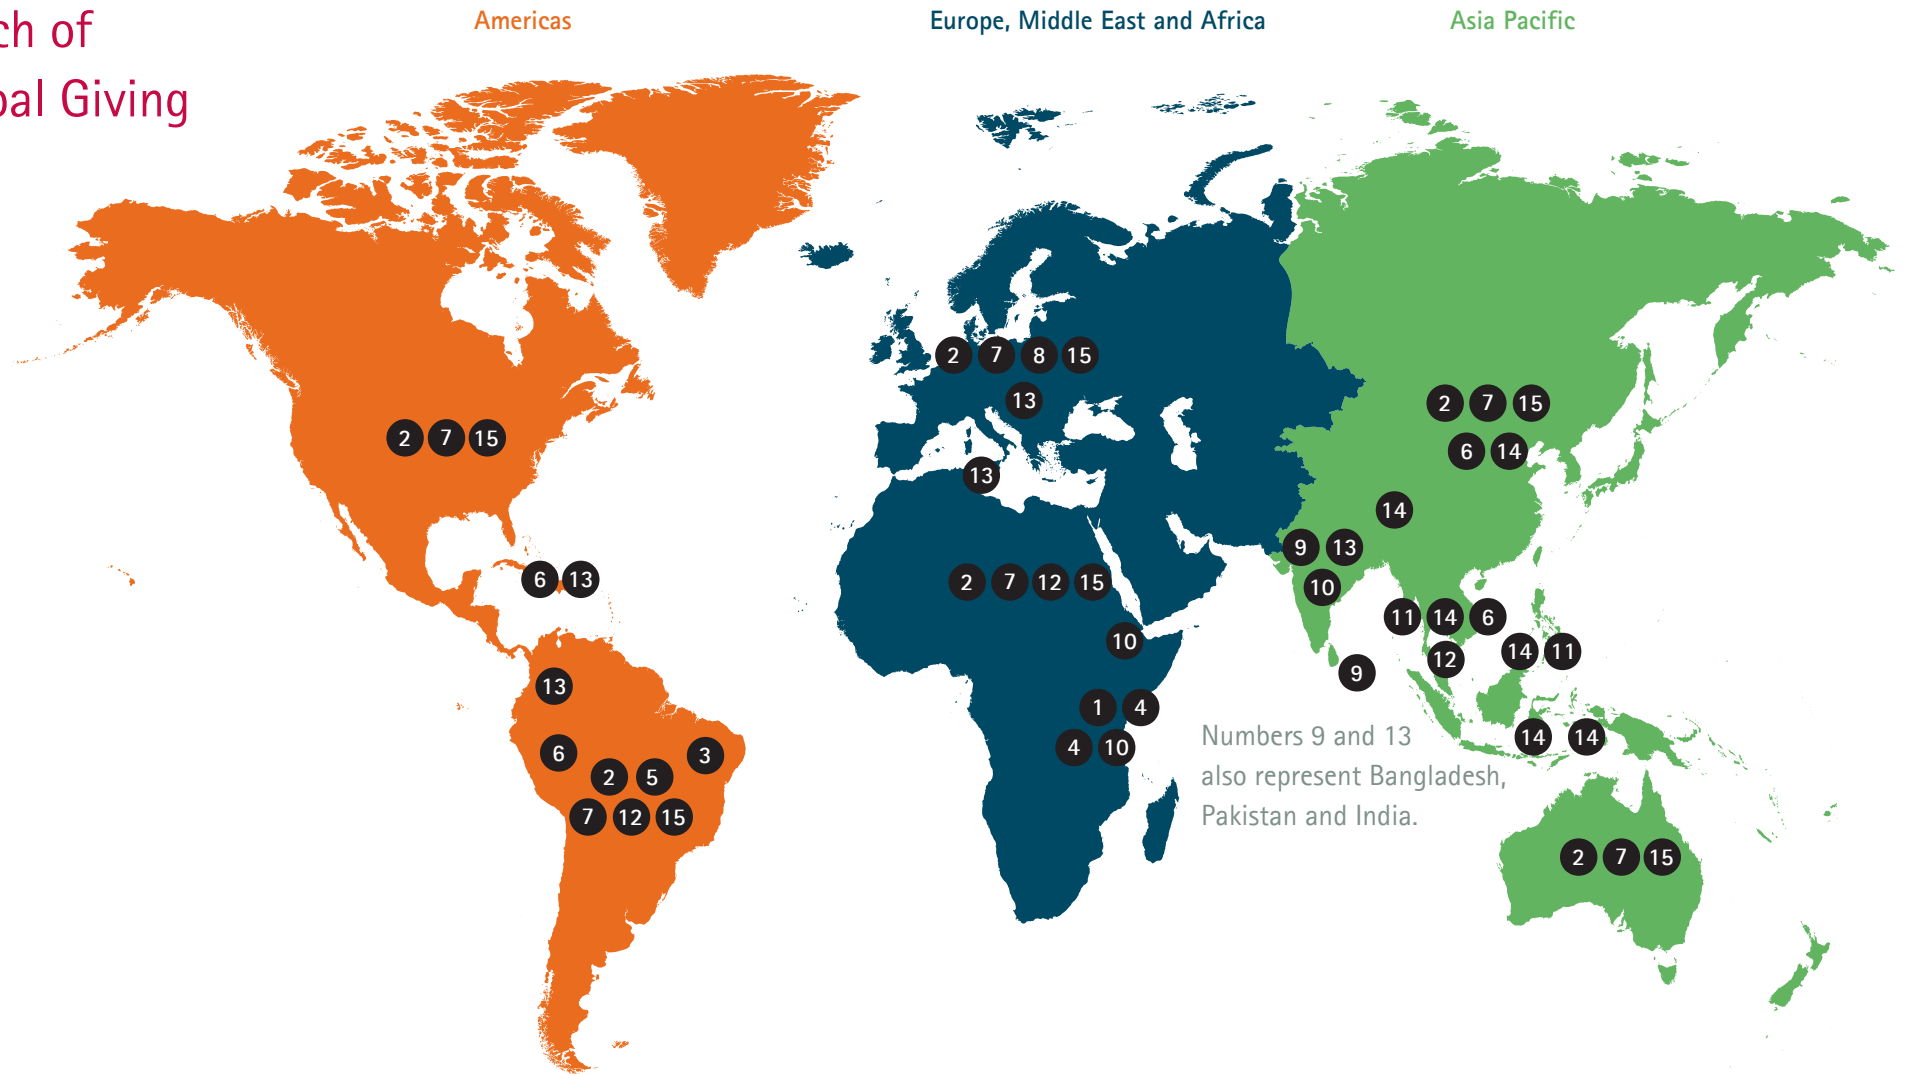 ch of
bal Giving
Americas
Europe, Middle East and Africa
Asia Pacific
2 7 8 15
13
2 7 15
2 7 15
6 14
13
14
9 13
6 13
2 7 12 15
10
11 14 6
10
14 11
12
9
13
1 4
4 10
14 14
6
3
2 5
7 12 15
Numbers 9 and 13
also represent Bangladesh,
Pakistan and India.
2 7 15